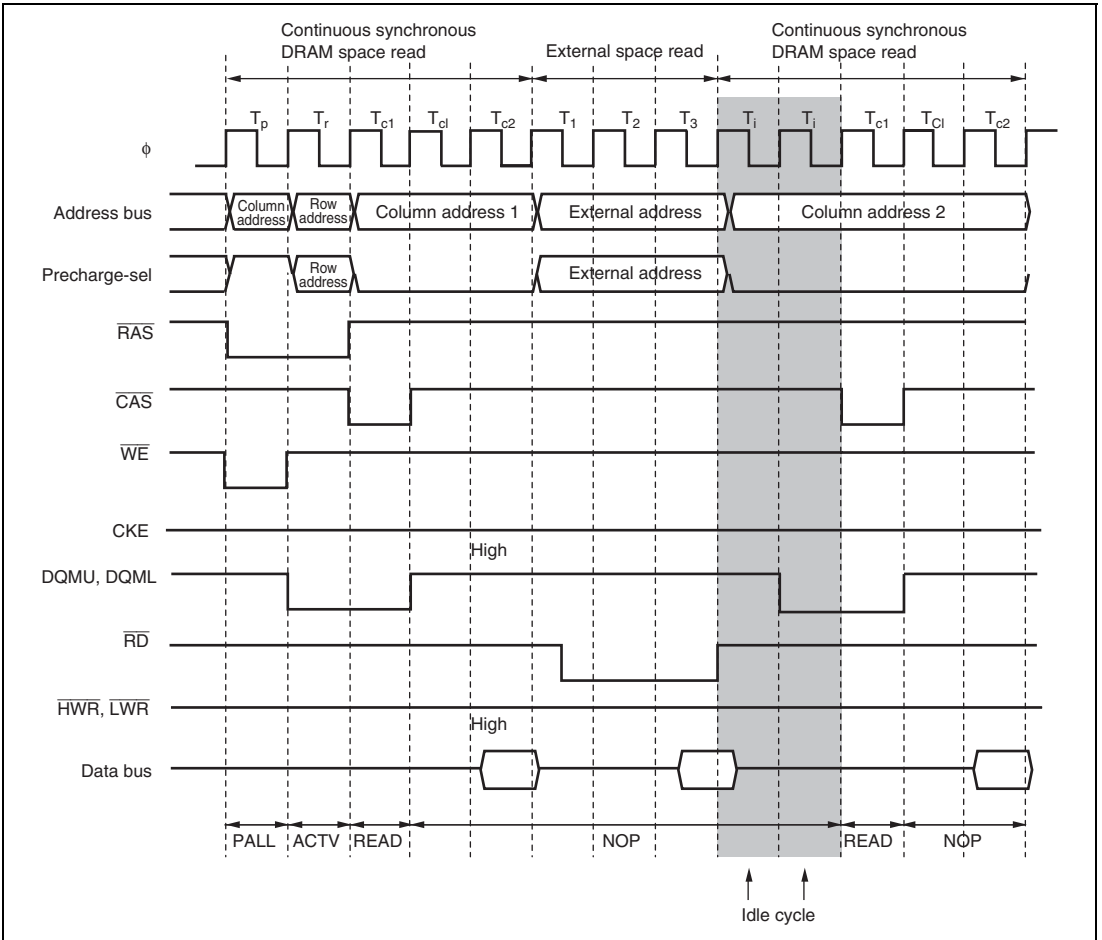 Continuous synchronous
DRAM space read
External space read
Continuous synchronous
DRAM space read
Tp Tr Tc1 Tcl Tc2 T1 T2 T3 Ti Ti Tc1 TCl Tc2
ϕ
Address bus
Column
address
Row
address
Column address 1
External address
Column address 2
Precharge-sel
Row
address
External address
RAS
CAS
WE
CKE
High
DQMU, DQML
RD
HWR, LWR
High
Data bus
PALL ACTV READ NOP READ NOP
Idle cycle